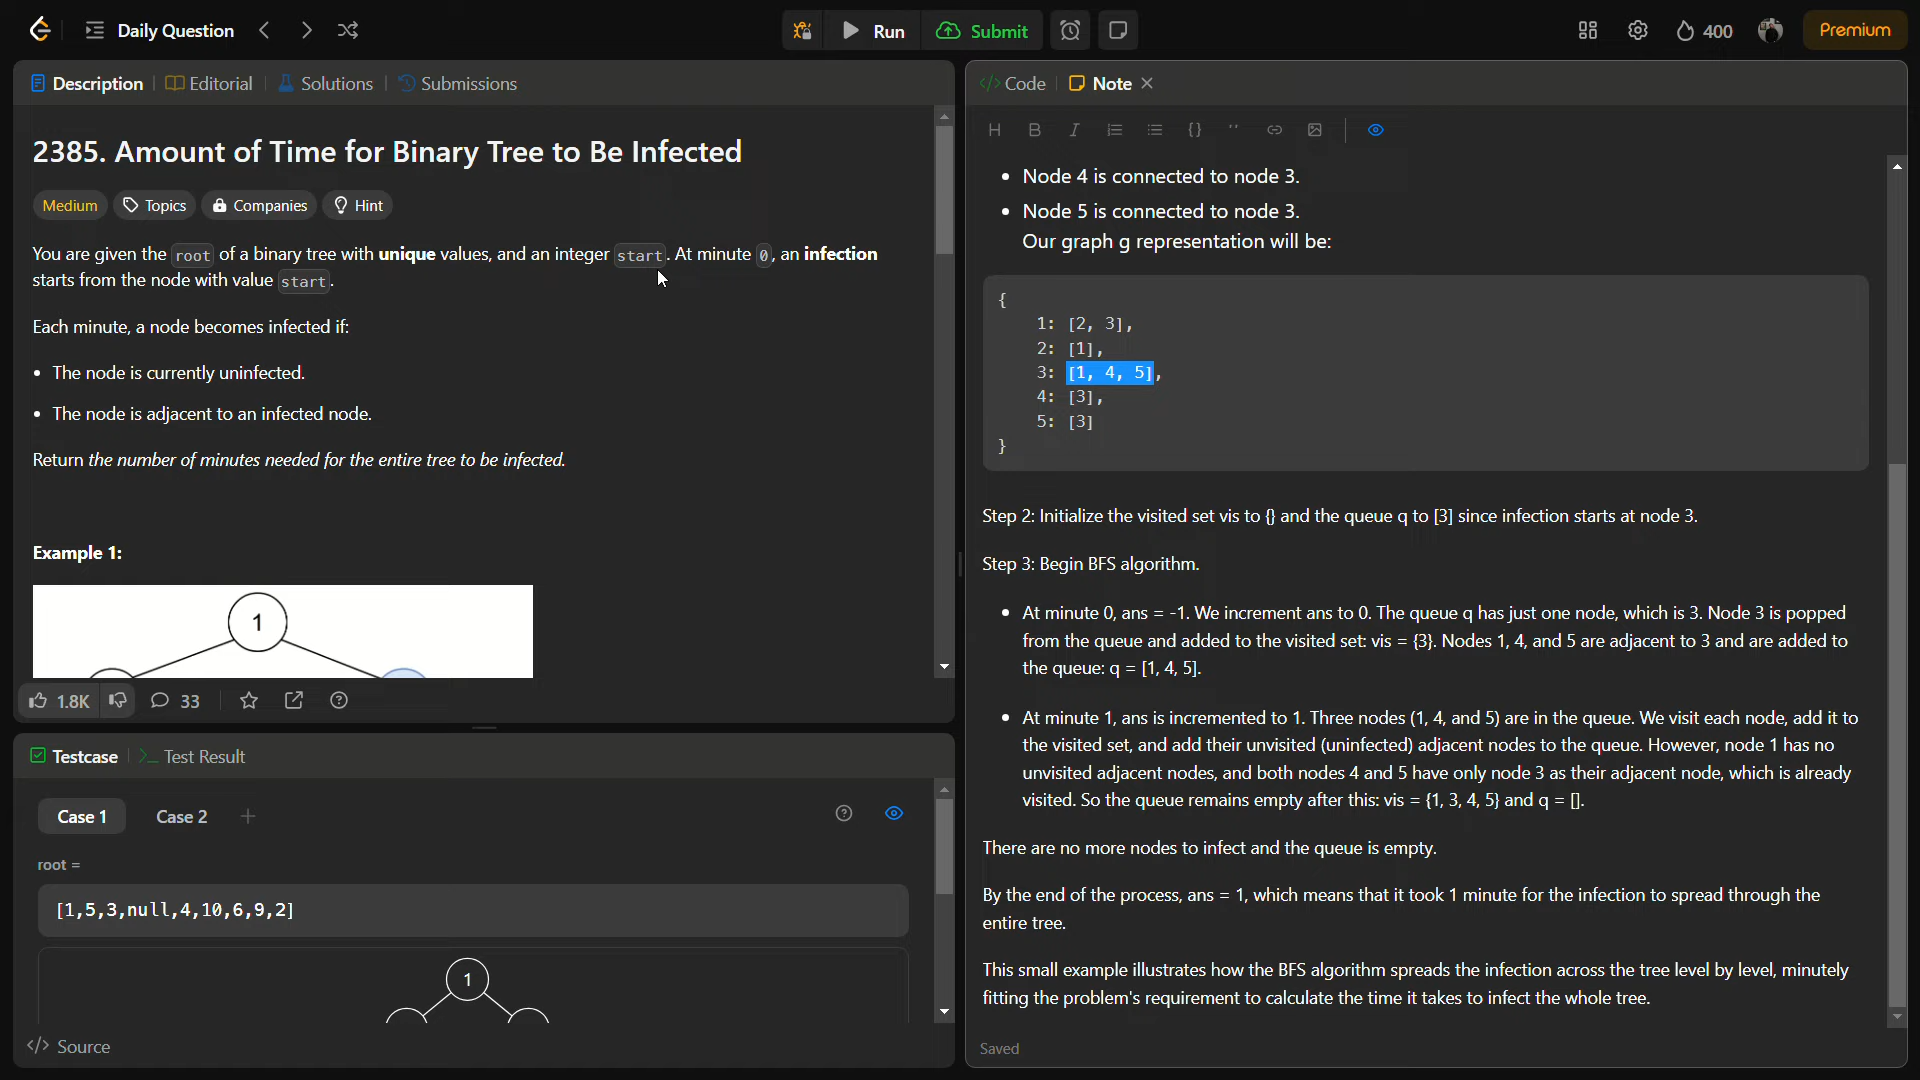 Daily Question
Run
Submit
400
Premium
Description
Editorial
Solutions
Submissions
2385. Amount of Time for Binary Tree to Be Infected
Medium
Topics
Companies
Hint
You are given the root of a binary tree with unique values, and an integer start. At minute 0, an infection
starts from the node with value start.
Each minute, a node becomes infected if:
• The node is currently uninfected.
• The node is adjacent to an infected node.
Return the number of minutes needed for the entire tree to be infected.
Example 1:
1
1.8K
33
Testcase
Test Result
Case 1
Case 2
root =
[1,5,3,null,4,10,6,9,2]
1
</> Source
</> Code
Note
H B I {} ''
• Node 4 is connected to node 3.
• Node 5 is connected to node 3.
Our graph g representation will be:
{
1: [2, 3],
2: [1],
3: [1, 4, 5],
4: [3],
5: [3]
}
Step 2: Initialize the visited set vis to {} and the queue q to [3] since infection starts at node 3.
Step 3: Begin BFS algorithm.
• At minute 0, ans = -1. We increment ans to 0. The queue q has just one node, which is 3. Node 3 is popped
from the queue and added to the visited set: vis = {3}. Nodes 1, 4, and 5 are adjacent to 3 and are added to
the queue: q = [1, 4, 5].
• At minute 1, ans is incremented to 1. Three nodes (1, 4, and 5) are in the queue. We visit each node, add it to
the visited set, and add their unvisited (uninfected) adjacent nodes to the queue. However, node 1 has no
unvisited adjacent nodes, and both nodes 4 and 5 have only node 3 as their adjacent node, which is already
visited. So the queue remains empty after this: vis = {1, 3, 4, 5} and q = [].
There are no more nodes to infect and the queue is empty.
By the end of the process, ans = 1, which means that it took 1 minute for the infection to spread through the
entire tree.
This small example illustrates how the BFS algorithm spreads the infection across the tree level by level, minutely
fitting the problem's requirement to calculate the time it takes to infect the whole tree.
Saved